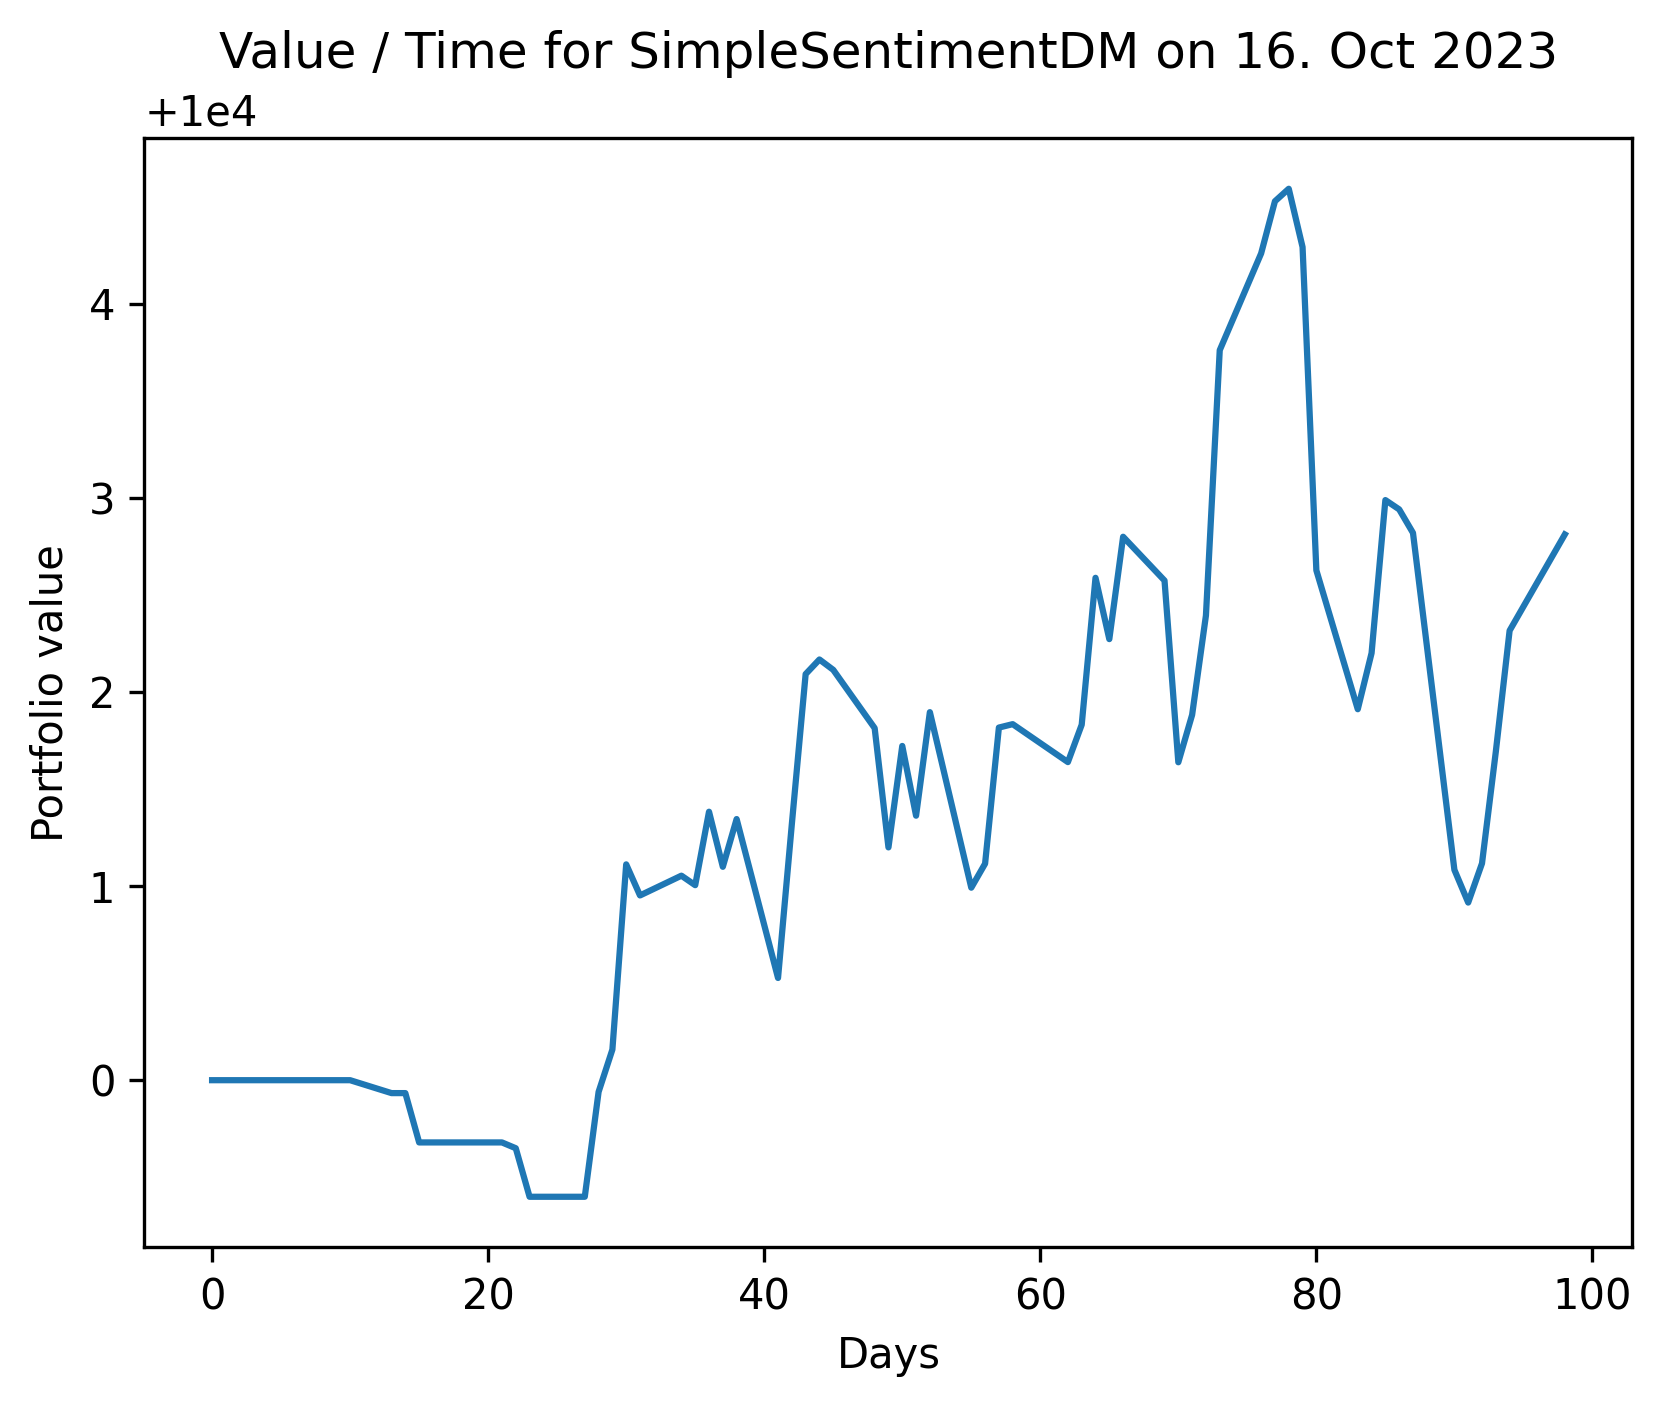 Value / Time for SimpleSentimentDM on 16. Oct 2023
+1e4
4
3
2
1
0
Portfolio value
0 20 40 60 80 100
Days